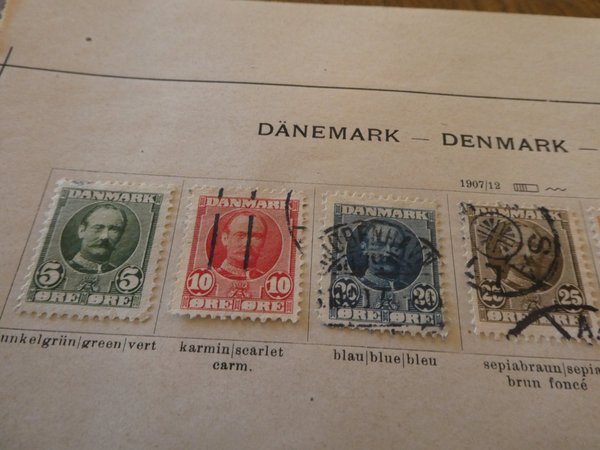 DÄNEMARK — DENMARK —
1907/12
DANMARK
5 5
ØRE ØRE
DANMARK
10 10
ØRE ØRE
DANMARK
20 20
ØRE ØRE
25
nkelgrün|green|vert
karmin|scarlet
carm.
blau|blue|bleu
sepiabraun|sepia
brun foncé